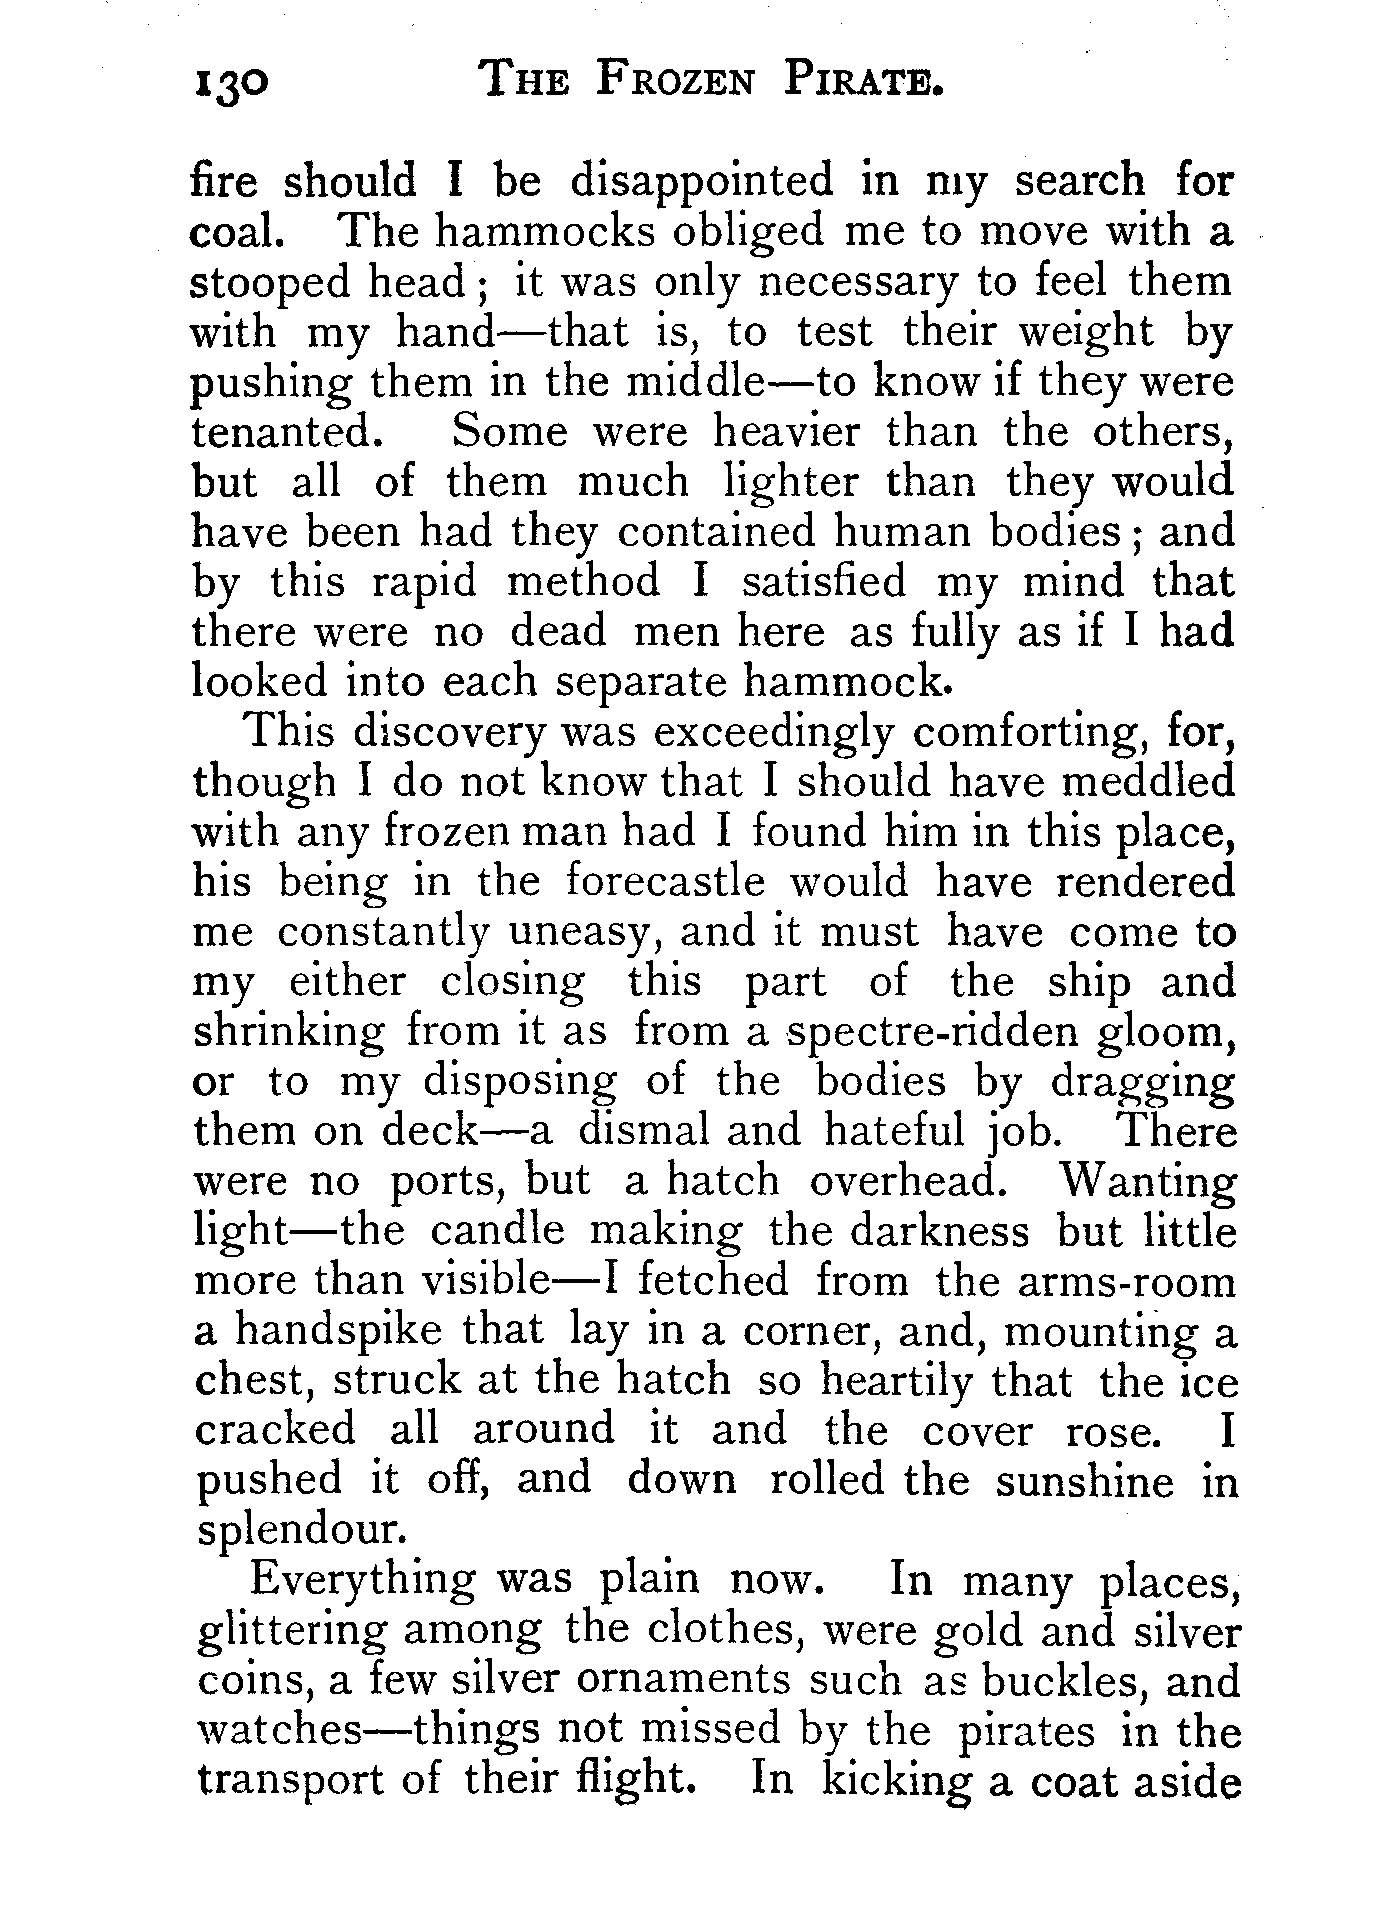 130 THE FROZEN PIRATE.
fire should I be disappointed in my search for
coal. The hammocks obliged me to move with a
stooped head; it was only necessary to feel them
with my hand—that is, to test their weight by
pushing them in the middle—to know if they were
tenanted. Some were heavier than the others,
but all of them much lighter than they would
have been had they contained human bodies; and
by this rapid method I satisfied my mind that
there were no dead men here as fully as if I had
looked into each separate hammock.
This discovery was exceedingly comforting, for,
though I do not know that I should have meddled
with any frozen man had I found him in this place,
his being in the forecastle would have rendered
me constantly uneasy, and it must have come to
my either closing this part of the ship and
shrinking from it as from a spectre-ridden gloom,
or to my disposing of the bodies by dragging
them on deck—a dismal and hateful job. There
were no ports, but a hatch overhead. Wanting
light—the candle making the darkness but little
more than visible—I fetched from the arms-room
a handspike that lay in a corner, and, mounting a
chest, struck at the hatch so heartily that the ice
cracked all around it and the cover rose. I
pushed it off, and down rolled the sunshine in
splendour.
Everything was plain now. In many places,
glittering among the clothes, were gold and silver
coins, a few silver ornaments such as buckles, and
watches—things not missed by the pirates in the
transport of their flight. In kicking a coat aside